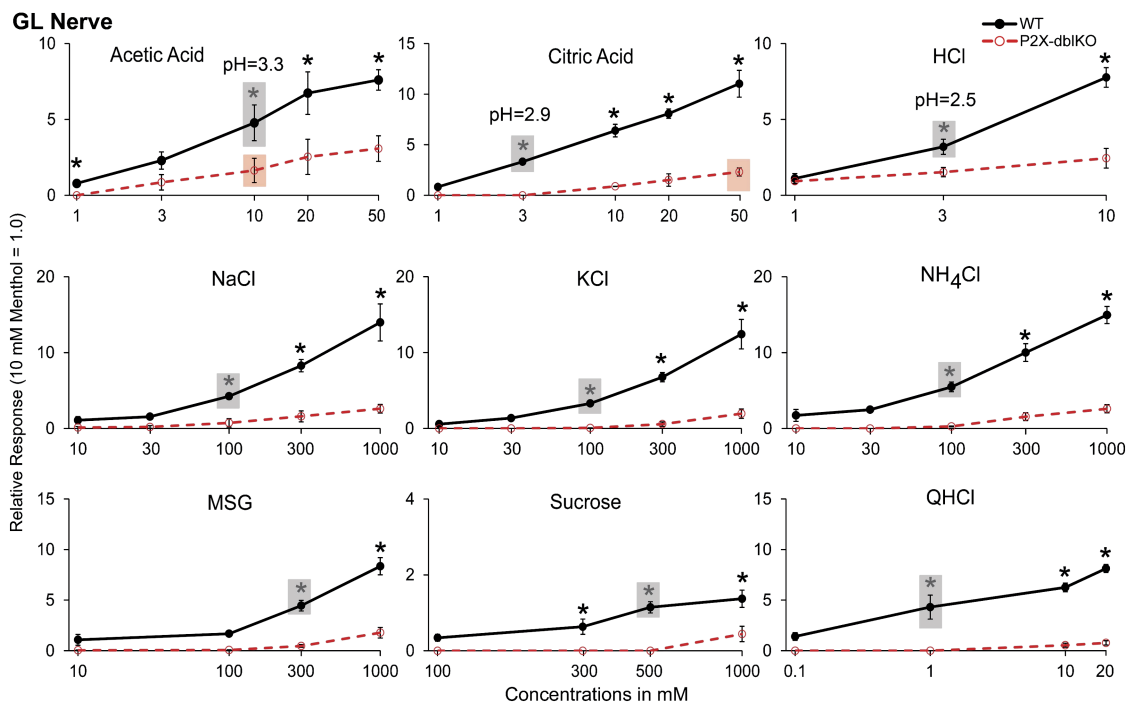 GL Nerve
WT
P2X-dblKO
Relative Response (10 mM Menthol = 1.0)
Acetic Acid
pH=3.3
10
5
0
1 3 10 20 50
* * * *
Citric Acid
pH=2.9
15
10
5
0
1 3 10 20 50
* * * *
HCl
pH=2.5
10
5
0
1 3 10
* *
NaCl
20
10
0
10 30 100 300 1000
* * *
KCl
20
10
0
10 30 100 300 1000
* * *
NH4Cl
20
10
0
10 30 100 300 1000
* * *
MSG
15
10
5
0
10 100 300 1000
* *
Sucrose
4
2
0
100 300 500 1000
* * *
QHCl
15
10
5
0
0.1 1 10 20
* * *
Concentrations in mM